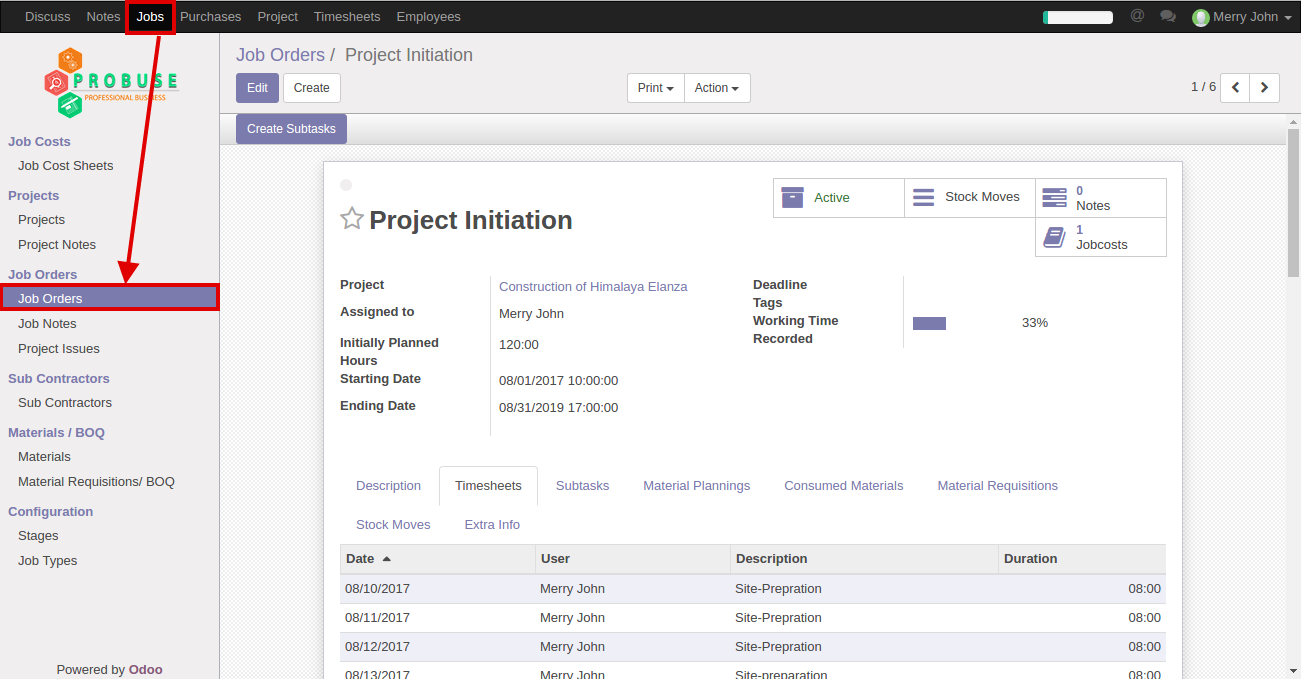 Discuss Notes Jobs Purchases Project Timesheets Employees @ Merry John
PROBUSE
PROFESSIONAL BUSINESS
Job Costs
Job Cost Sheets
Projects
Projects
Project Notes
Job Orders
Job Orders
Job Notes
Project Issues
Sub Contractors
Sub Contractors
Materials / BOQ
Materials
Material Requisitions/ BOQ
Configuration
Stages
Job Types
Powered by Odoo
Job Orders / Project Initiation
Edit Create Print Action 1 / 6
Create Subtasks
Active Stock Moves 0 Notes
1 Jobcosts
Project Initiation
Project Construction of Himalaya Elanza
Assigned to Merry John
Initially Planned Hours 120:00
Starting Date 08/01/2017 10:00:00
Ending Date 08/31/2019 17:00:00
Deadline
Tags
Working Time Recorded 33%
Description Timesheets Subtasks Material Plannings Consumed Materials Material Requisitions
Stock Moves Extra Info
Date User Description Duration
08/10/2017 Merry John Site-Prepration 08:00
08/11/2017 Merry John Site-Prepration 08:00
08/12/2017 Merry John Site-Prepration 08:00
08/13/2017 Merry John Site-preparation 08:00